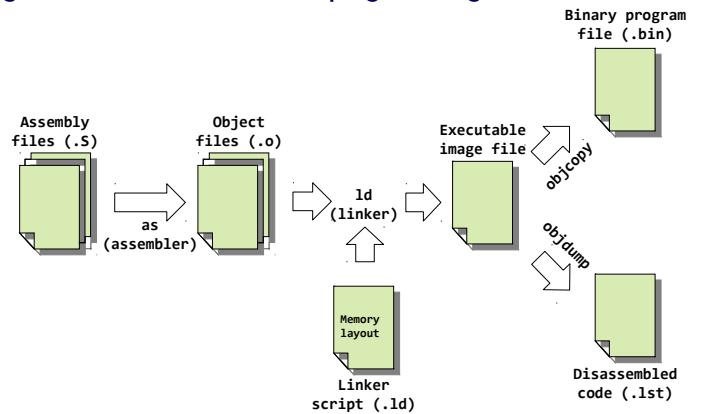 Binary program
file (.bin)
Assembly
files (.S)
Object
files (.o)
Executable
image file
objcopy
ld
(linker)
as
(assembler)
objdump
Memory
layout
Linker
script (.ld)
Disassembled
code (.lst)